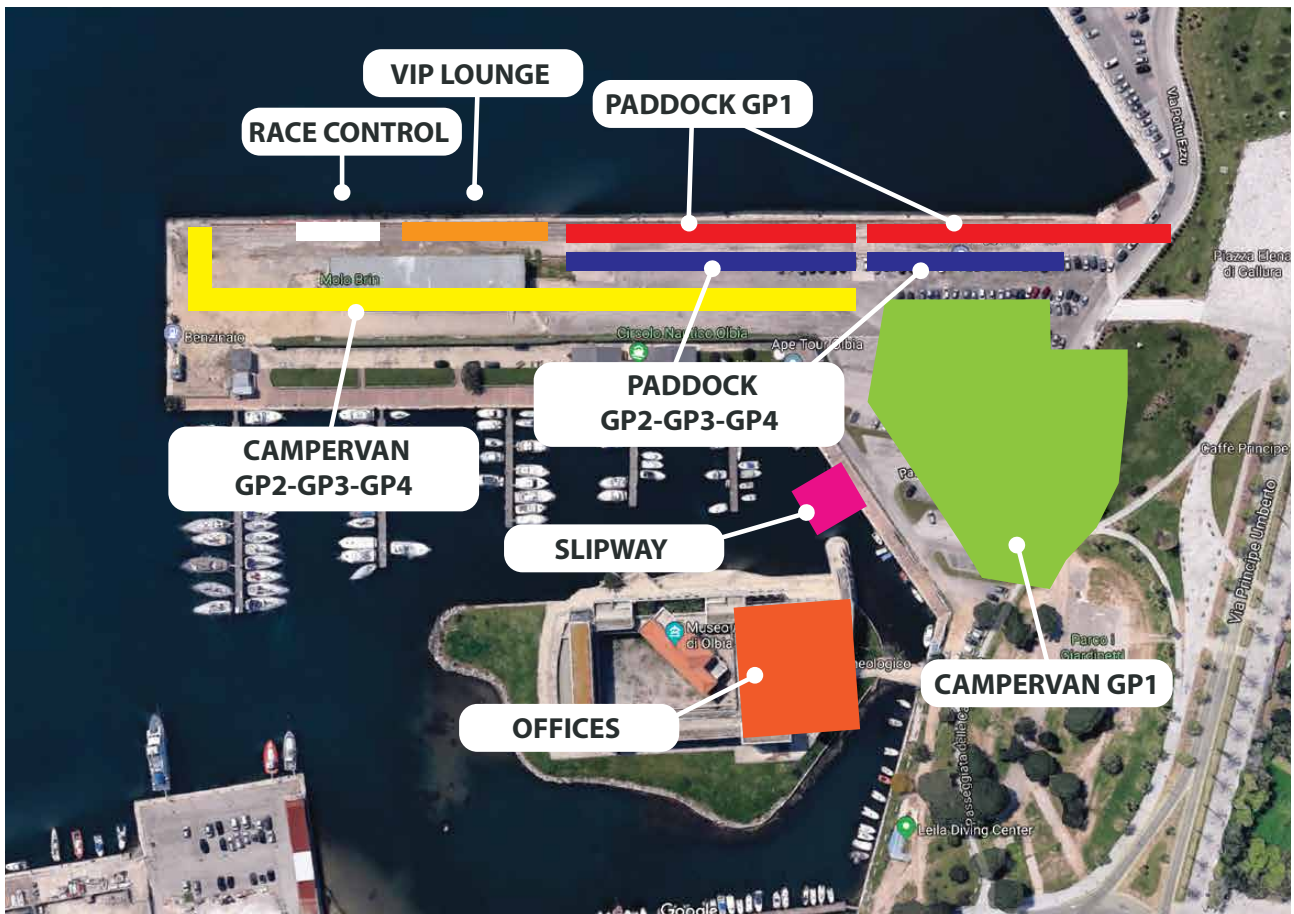 VIP LOUNGE
PADDOCK GP1
RACE CONTROL
Via Poltu Ezzu
Piazza Elena
di Gallura
Molo Brin
Benzinaio
Circolo Nautico Olbia
Ape Tour Olbia
PADDOCK
GP2-GP3-GP4
CAMPERVAN
GP2-GP3-GP4
Caffè Principe
SLIPWAY
Via Principe Umberto
Museo
di Olbia
Parco i
Giardinetti
CAMPERVAN GP1
OFFICES
Leila Diving Center
Google